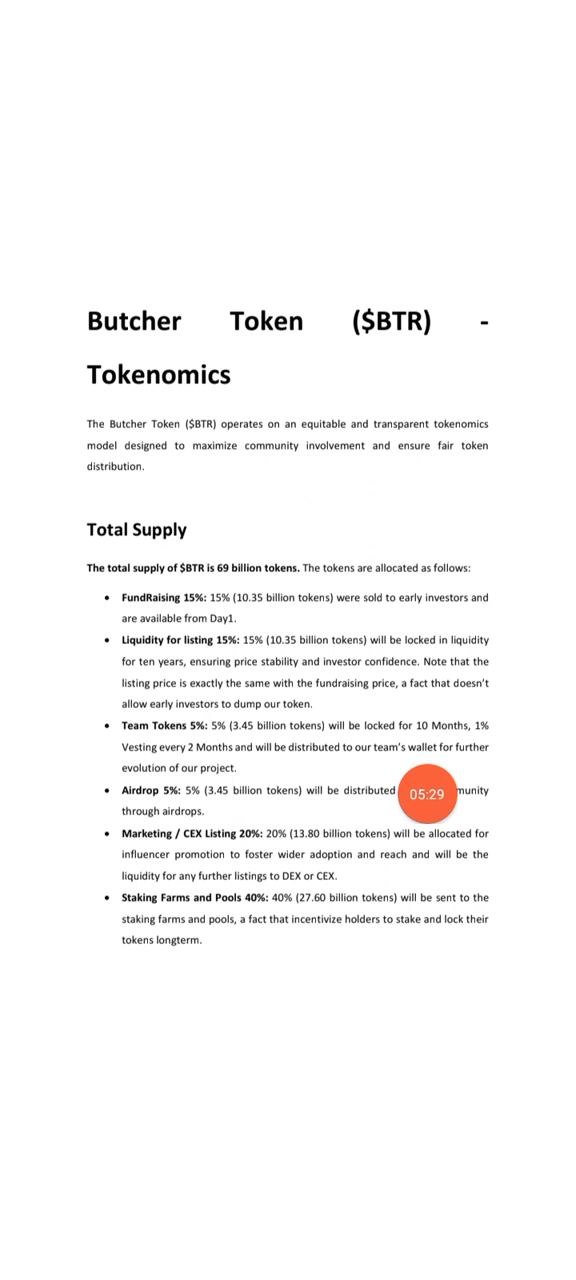 Butcher Token ($BTR) -
Tokenomics
The Butcher Token ($BTR) operates on an equitable and transparent tokenomics
model designed to maximize community involvement and ensure fair token
distribution.
Total Supply
The total supply of $BTR is 69 billion tokens. The tokens are allocated as follows:
• FundRaising 15%: 15% (10.35 billion tokens) were sold to early investors and
are available from Day1.
• Liquidity for listing 15%: 15% (10.35 billion tokens) will be locked in liquidity
for ten years, ensuring price stability and investor confidence. Note that the
listing price is exactly the same with the fundraising price, a fact that doesn't
allow early investors to dump our token.
• Team Tokens 5%: 5% (3.45 billion tokens) will be locked for 10 Months, 1%
Vesting every 2 Months and will be distributed to our team's wallet for further
evolution of our project.
• Airdrop 5%: 5% (3.45 billion tokens) will be distributed 05:29 munity
through airdrops.
• Marketing / CEX Listing 20%: 20% (13.80 billion tokens) will be allocated for
influencer promotion to foster wider adoption and reach and will be the
liquidity for any further listings to DEX or CEX.
• Staking Farms and Pools 40%: 40% (27.60 billion tokens) will be sent to the
staking farms and pools, a fact that incentivize holders to stake and lock their
tokens longterm.